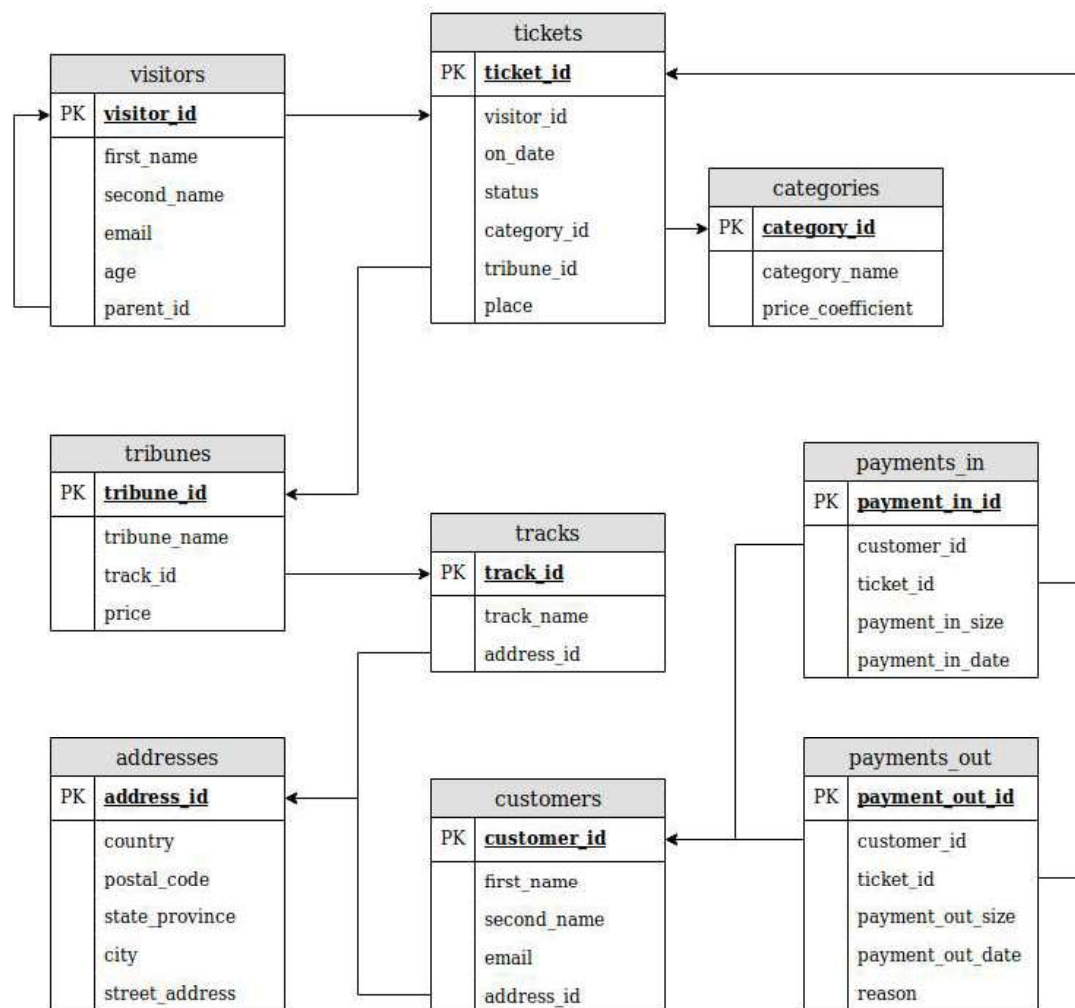 visitors
PK visitor_id
first_name
second_name
email
age
parent_id
tickets
PK ticket_id
visitor_id
on_date
status
category_id
tribune_id
place
categories
PK category_id
category_name
price_coefficient
tribunes
PK tribune_id
tribune_name
track_id
price
tracks
PK track_id
track_name
address_id
payments_in
PK payment_in_id
customer_id
ticket_id
payment_in_size
payment_in_date
addresses
PK address_id
country
postal_code
state_province
city
street_address
customers
PK customer_id
first_name
second_name
email
address_id
payments_out
PK payment_out_id
customer_id
ticket_id
payment_out_size
payment_out_date
reason